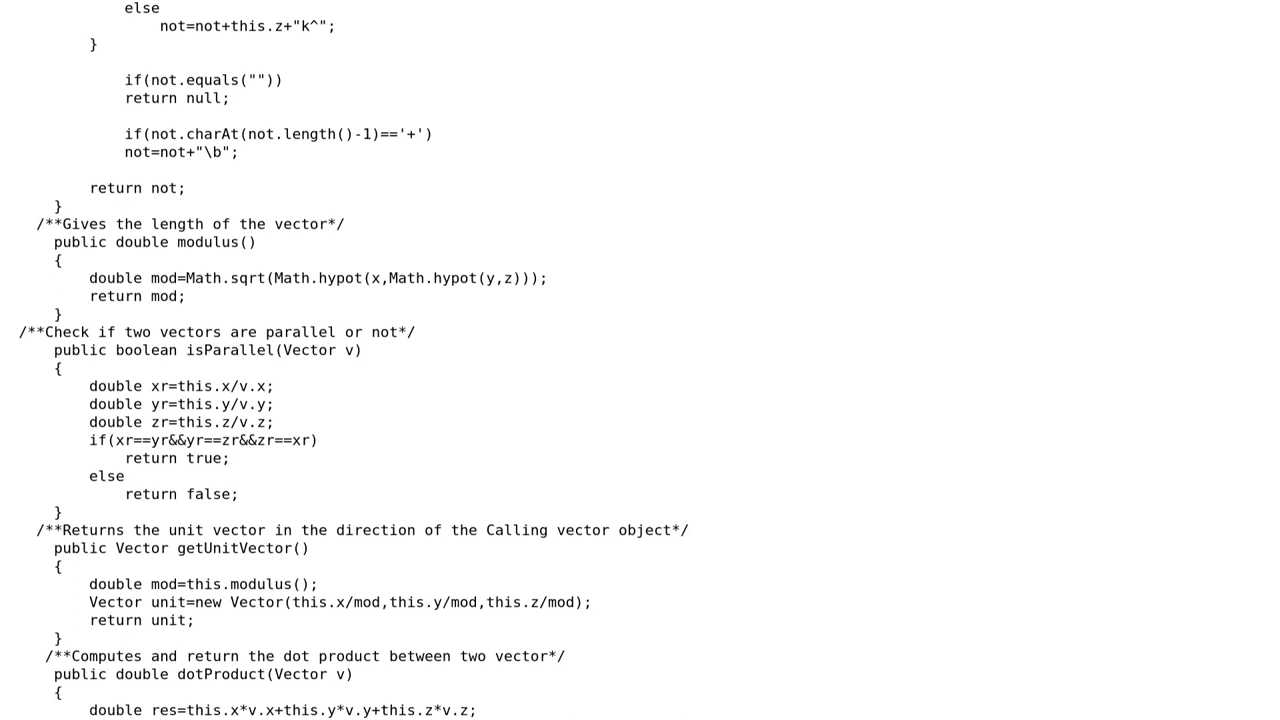 else
not=not+this.z+"k^";
}
if(not.equals(""))
return null;
if(not.charAt(not.length()-1)=='+')
not=not+"\b";
return not;
}
/**Gives the length of the vector*/
public double modulus()
{
double mod=Math.sqrt(Math.hypot(x,Math.hypot(y,z)));
return mod;
}
/**Check if two vectors are parallel or not*/
public boolean isParallel(Vector v)
{
double xr=this.x/v.x;
double yr=this.y/v.y;
double zr=this.z/v.z;
if(xr==yr&&yr==zr&&zr==xr)
return true;
else
return false;
}
/**Returns the unit vector in the direction of the Calling vector object*/
public Vector getUnitVector()
{
double mod=this.modulus();
Vector unit=new Vector(this.x/mod,this.y/mod,this.z/mod);
return unit;
}
/**Computes and return the dot product between two vector*/
public double dotProduct(Vector v)
{
double res=this.x*v.x+this.y*v.y+this.z*v.z;